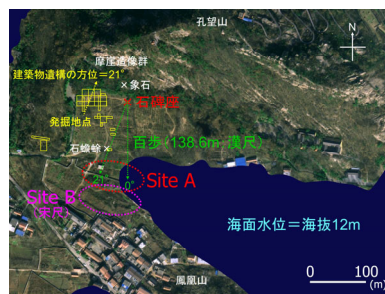 孔望山
N
摩崖造像群
建築物遺構の方位=21°
×象石
×石碑座
発掘地点
百歩(138.6m:漢尺)
石蟾蜍×
21° 0°
Site A
Site B
(宋尺)
海面水位=海抜12m
鳳凰山
0 100
(m)